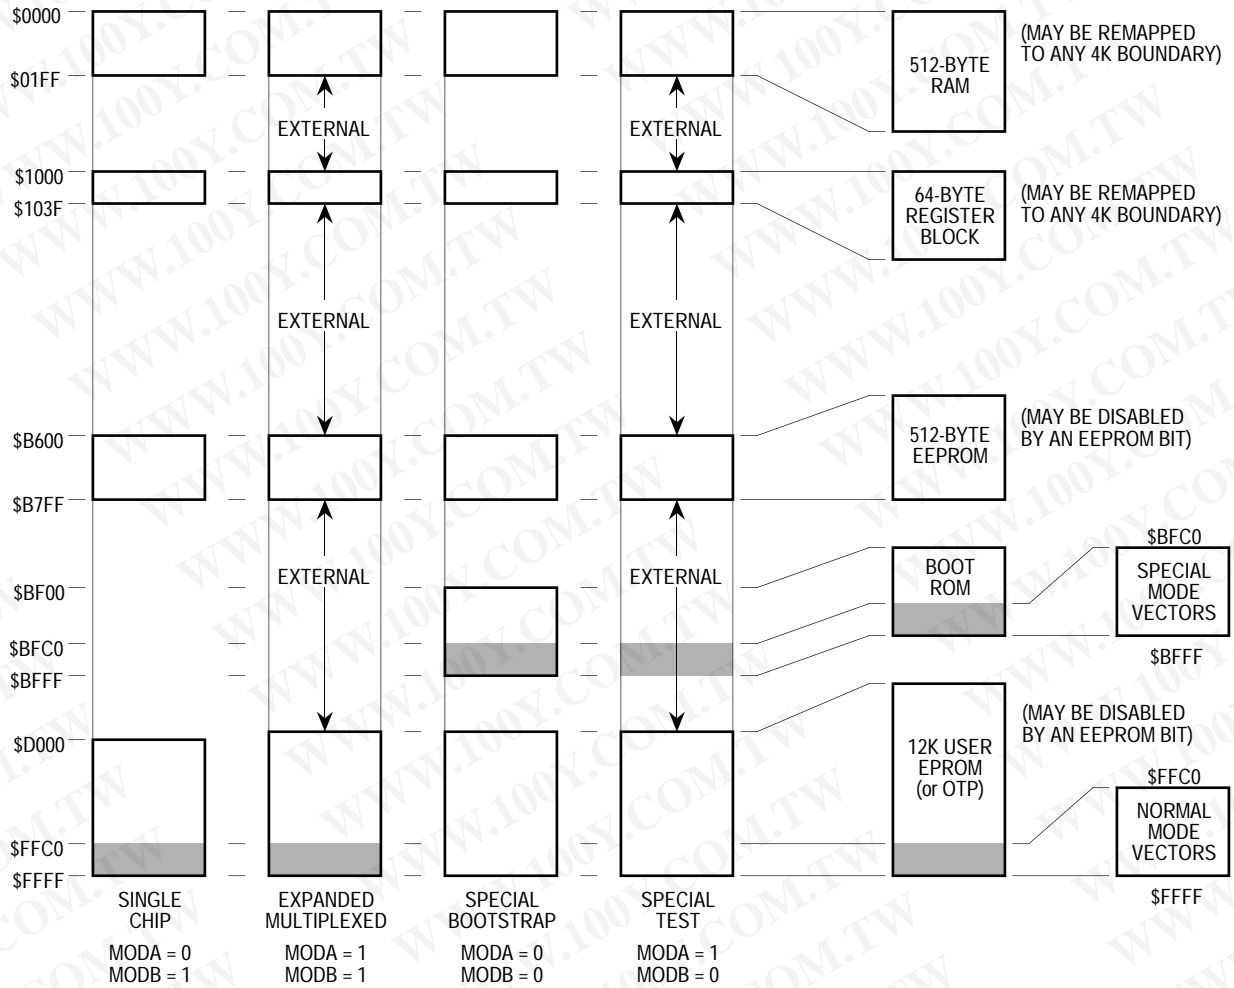 $0000
$01FF
$1000
$103F
$B600
$B7FF
$BF00
$BFC0
$BFFF
$D000
$FFC0
$FFFF
EXTERNAL
EXTERNAL
EXTERNAL
EXTERNAL
EXTERNAL
EXTERNAL
512-BYTE
RAM
(MAY BE REMAPPED
TO ANY 4K BOUNDARY)
64-BYTE
REGISTER
BLOCK
(MAY BE REMAPPED
TO ANY 4K BOUNDARY)
512-BYTE
EEPROM
(MAY BE DISABLED
BY AN EEPROM BIT)
BOOT
ROM
$BFC0
SPECIAL
MODE
VECTORS
$BFFF
12K USER
EPROM
(or OTP)
(MAY BE DISABLED
BY AN EEPROM BIT)
$FFC0
NORMAL
MODE
VECTORS
$FFFF
SINGLE
CHIP
MODA = 0
MODB = 1
EXPANDED
MULTIPLEXED
MODA = 1
MODB = 1
SPECIAL
BOOTSTRAP
MODA = 0
MODB = 0
SPECIAL
TEST
MODA = 1
MODB = 0
WWW.100Y.COM.TW